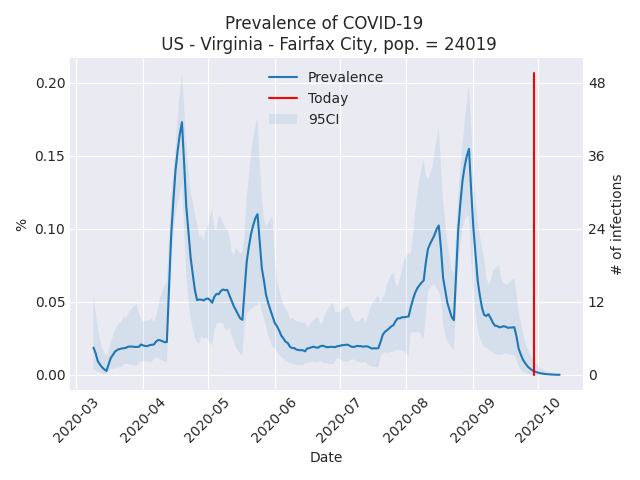 Prevalence of COVID-19
US - Virginia - Fairfax City, pop. = 24019
Prevalence
Today
95CI
0.20
0.15
0.10
0.05
0.00
%
48
36
24
12
0
# of infections
2020-03
2020-04
2020-05
2020-06
2020-07
2020-08
2020-09
2020-10
Date